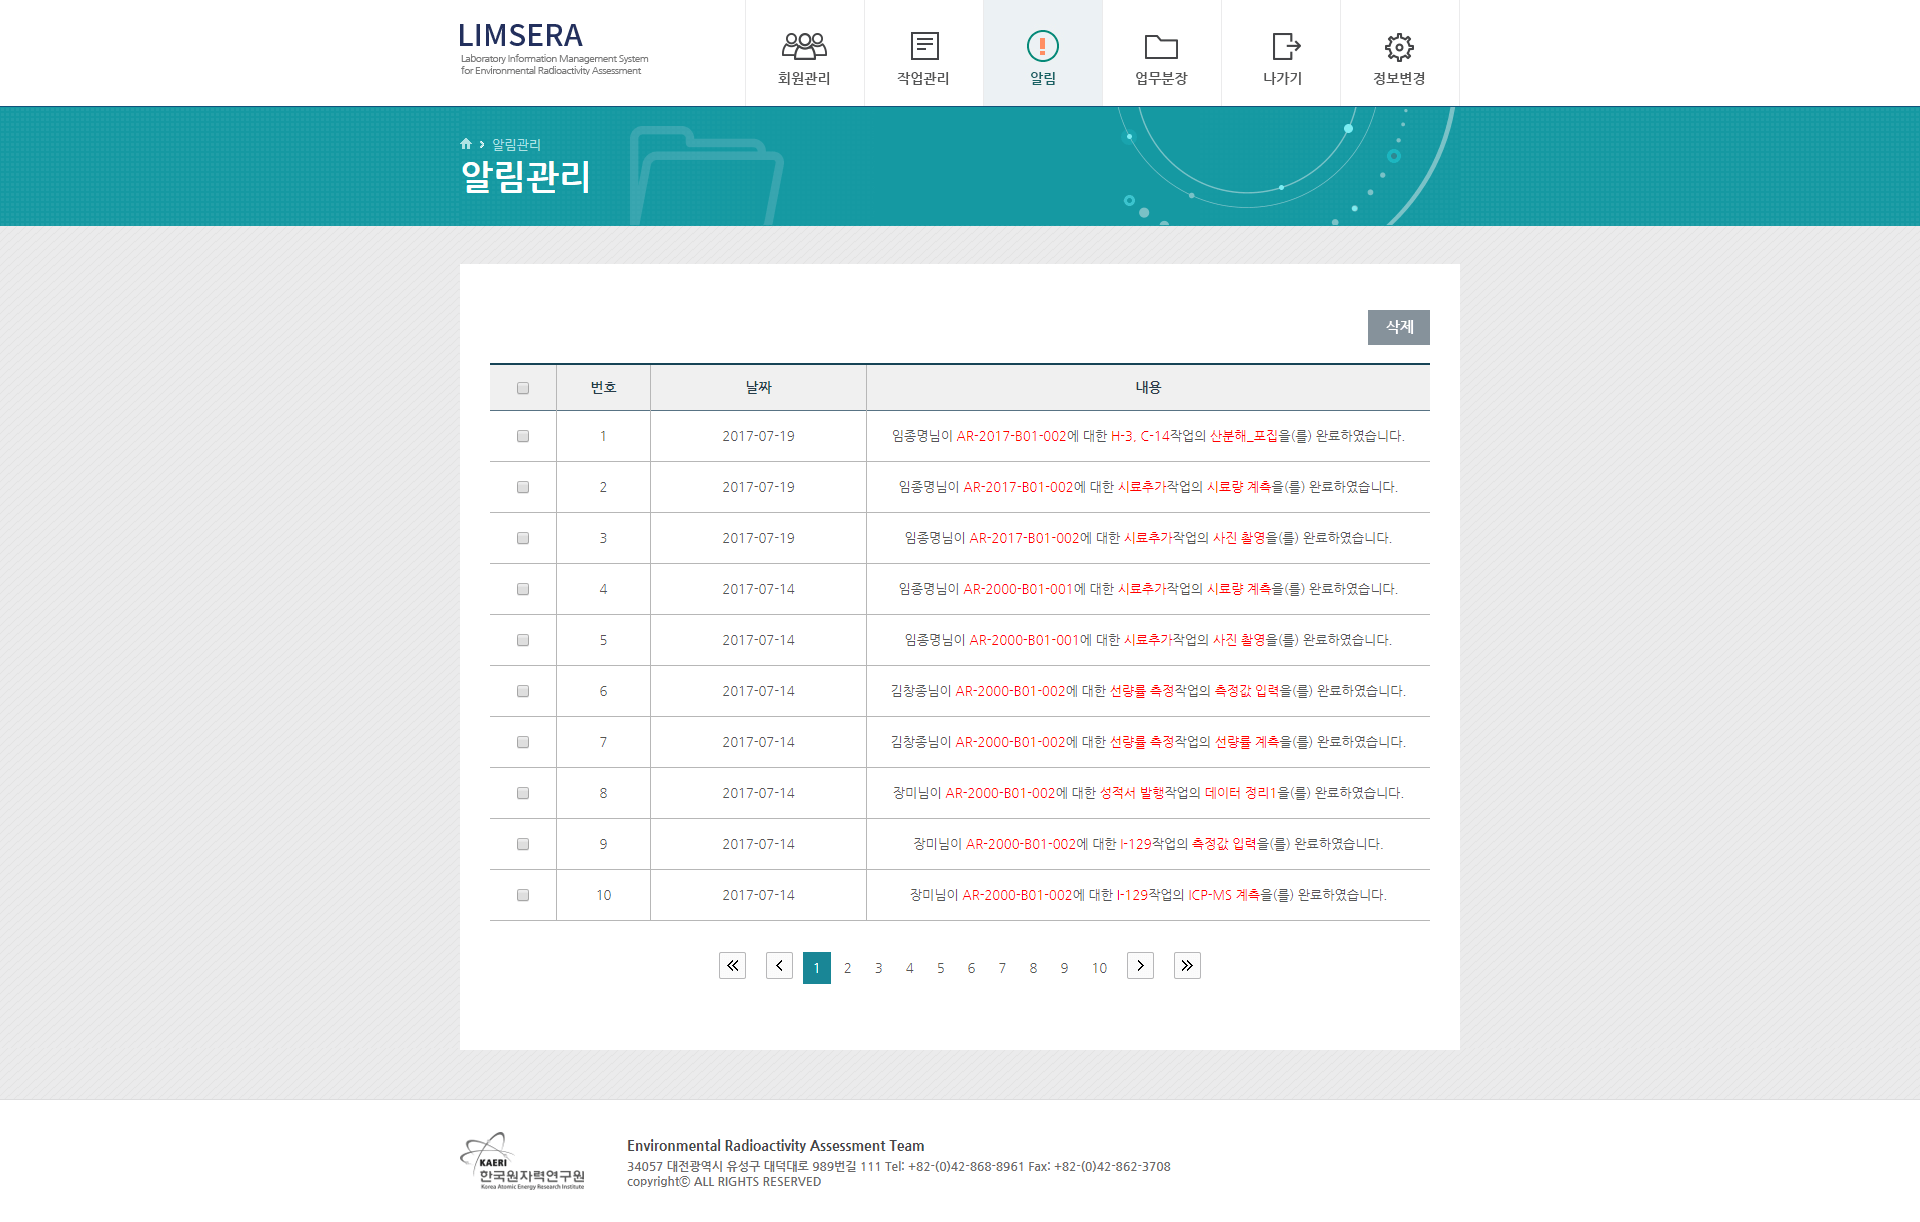 LIMSERA
Laboratory Information Management System
for Environmental Radioactivity Assessment
회원관리
작업관리
알림
업무분장
나가기
정보변경
알림관리
알림관리
삭제
번호 날짜 내용
1 2017-07-19 임종명님이 AR-2017-B01-002에 대한 H-3, C-14작업의 산분해_포집을(를) 완료하였습니다.
2 2017-07-19 임종명님이 AR-2017-B01-002에 대한 시료추가작업의 시료량 계측을(를) 완료하였습니다.
3 2017-07-19 임종명님이 AR-2017-B01-002에 대한 시료추가작업의 사진 촬영을(를) 완료하였습니다.
4 2017-07-14 임종명님이 AR-2000-B01-001에 대한 시료추가작업의 시료량 계측을(를) 완료하였습니다.
5 2017-07-14 임종명님이 AR-2000-B01-001에 대한 시료추가작업의 사진 촬영을(를) 완료하였습니다.
6 2017-07-14 김창종님이 AR-2000-B01-002에 대한 선량률 측정작업의 측정값 입력을(를) 완료하였습니다.
7 2017-07-14 김창종님이 AR-2000-B01-002에 대한 선량률 측정작업의 선량률 계측을(를) 완료하였습니다.
8 2017-07-14 장미님이 AR-2000-B01-002에 대한 성적서 발행작업의 데이터 정리1을(를) 완료하였습니다.
9 2017-07-14 장미님이 AR-2000-B01-002에 대한 I-129작업의 측정값 입력을(를) 완료하였습니다.
10 2017-07-14 장미님이 AR-2000-B01-002에 대한 I-129작업의 ICP-MS 계측을(를) 완료하였습니다.
1 2 3 4 5 6 7 8 9 10
KAERI
한국원자력연구원
Korea Atomic Energy Research Institute
Environmental Radioactivity Assessment Team
34057 대전광역시 유성구 대덕대로 989번길 111 Tel: +82-(0)42-868-8961 Fax: +82-(0)42-862-3708
copyrightⓒ ALL RIGHTS RESERVED